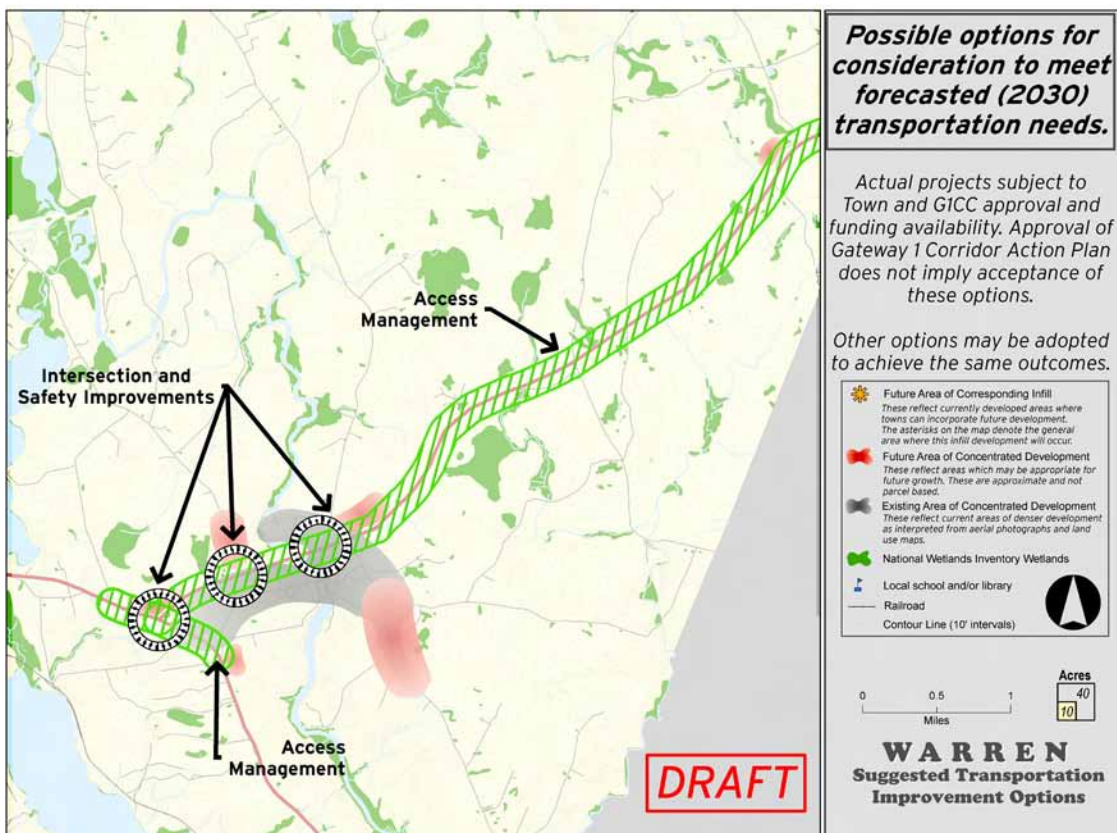 Access
Management
Intersection and
Safety Improvements
Access
Management
DRAFT
Possible options for
consideration to meet
forecasted (2030)
transportation needs.
Actual projects subject to
Town and G1CC approval and
funding availability. Approval of
Gateway 1 Corridor Action Plan
does not imply acceptance of
these options.
Other options may be adopted
to achieve the same outcomes.
Future Area of Corresponding Infill
These reflect currently developed areas where
towns can incorporate future development.
The asterisks on the map denote the general
area where this infill development will occur.
Future Area of Concentrated Development
These reflect areas which may be appropriate for
future growth. These are approximate and not
parcel based.
Existing Area of Concentrated Development
These reflect current areas of denser development
as interpreted from aerial photographs and land
use maps.
National Wetlands Inventory Wetlands
Local school and/or library
Railroad
Contour Line (10' intervals)
0 0.5 1
Miles
Acres
40
10
WARREN
Suggested Transportation
Improvement Options